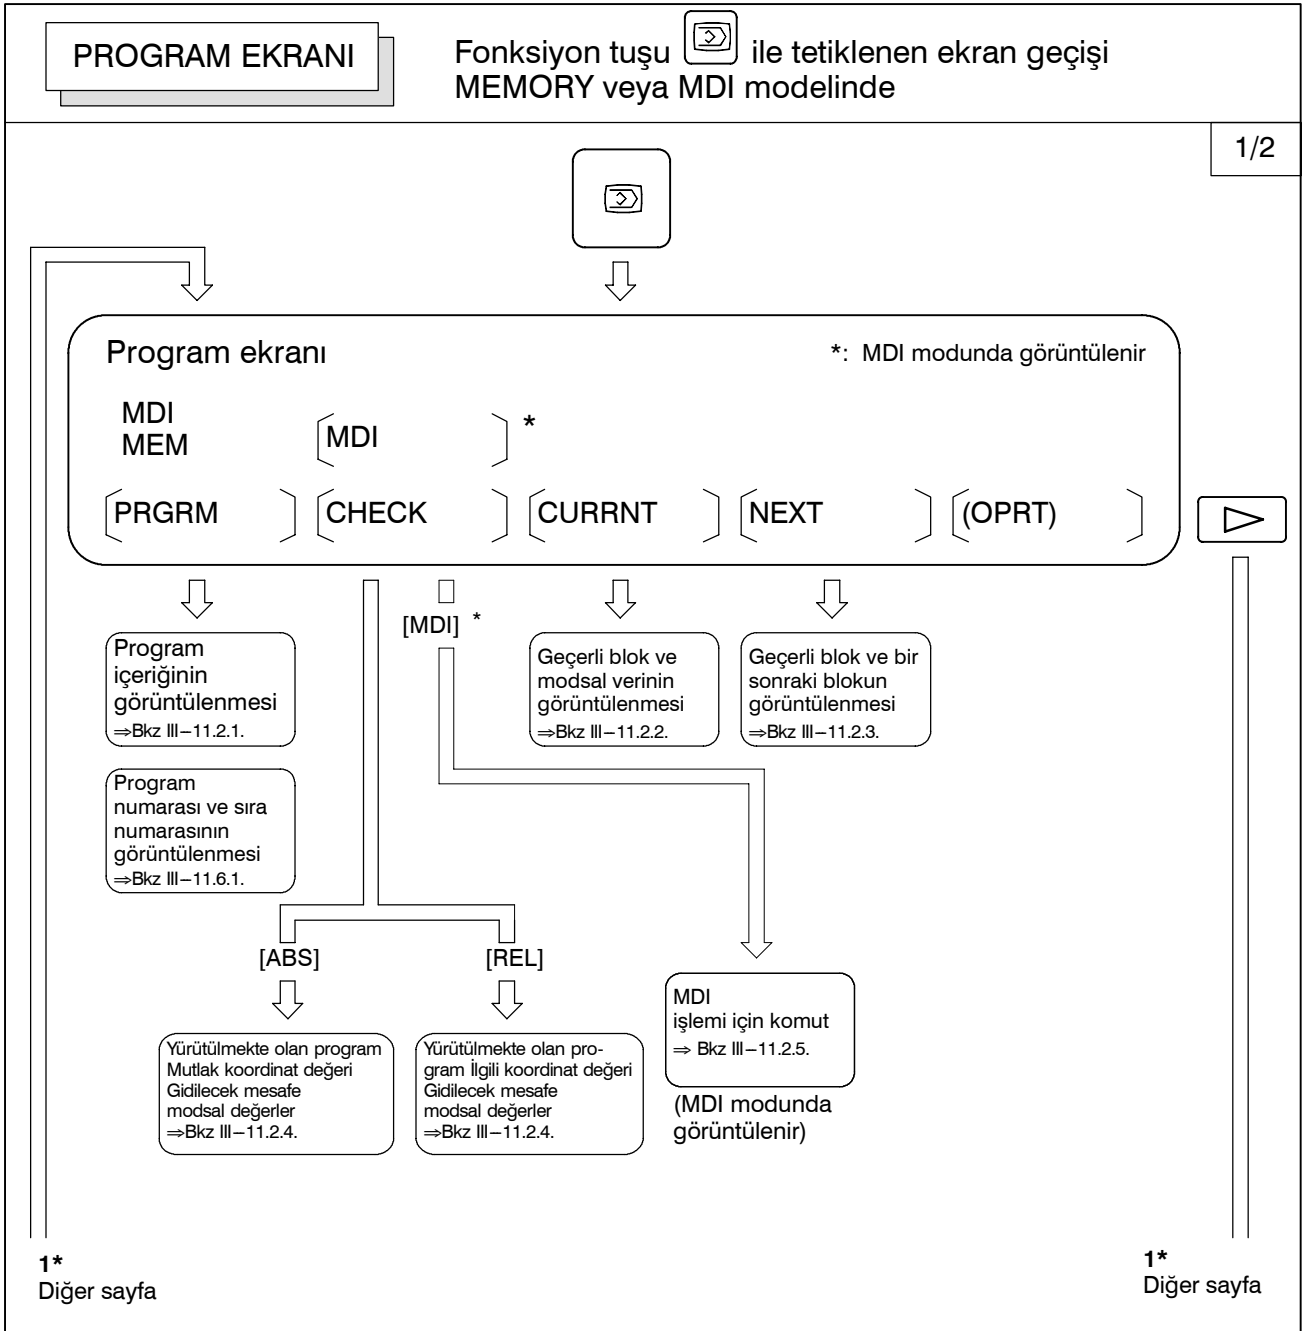 PROGRAM EKRANI
Fonksiyon tuşu ile tetiklenen ekran geçişi
MEMORY veya MDI modelinde
1/2
Program ekranı
*: MDI modunda görüntülenir
MDI
MEM
[MDI] *
[PRGRM] [CHECK] [CURRNT] [NEXT] [(OPRT)]
[MDI] *
Program
içeriğinin
görüntülenmesi
⇒Bkz III–11.2.1.
Geçerli blok ve
modsal verinin
görüntülenmesi
⇒Bkz III–11.2.2.
Geçerli blok ve bir
sonraki blokun
görüntülenmesi
⇒Bkz III–11.2.3.
Program
numarası ve sıra
numarasının
görüntülenmesi
⇒Bkz III–11.6.1.
[ABS]
[REL]
Yürütülmekte olan program
Mutlak koordinat değeri
Gidilecek mesafe
modsal değerler
⇒Bkz III–11.2.4.
Yürütülmekte olan pro-
gram İlgili koordinat değeri
Gidilecek mesafe
modsal değerler
⇒Bkz III–11.2.4.
MDI
işlemi için komut
⇒ Bkz III–11.2.5.
(MDI modunda
görüntülenir)
1*
Diğer sayfa
1*
Diğer sayfa